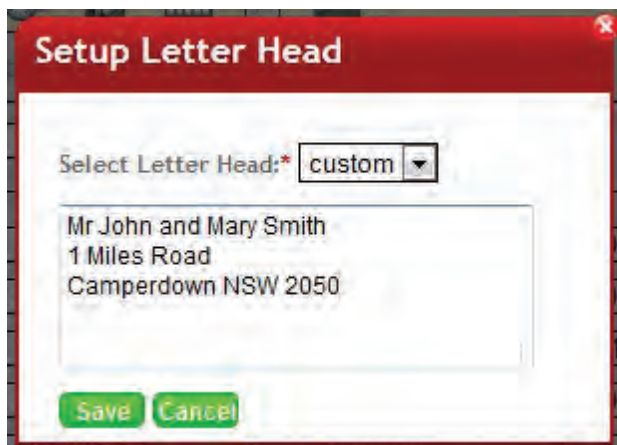 Setup Letter Head
Select Letter Head:* custom
Mr John and Mary Smith
1 Miles Road
Camperdown NSW 2050
Save Cancel